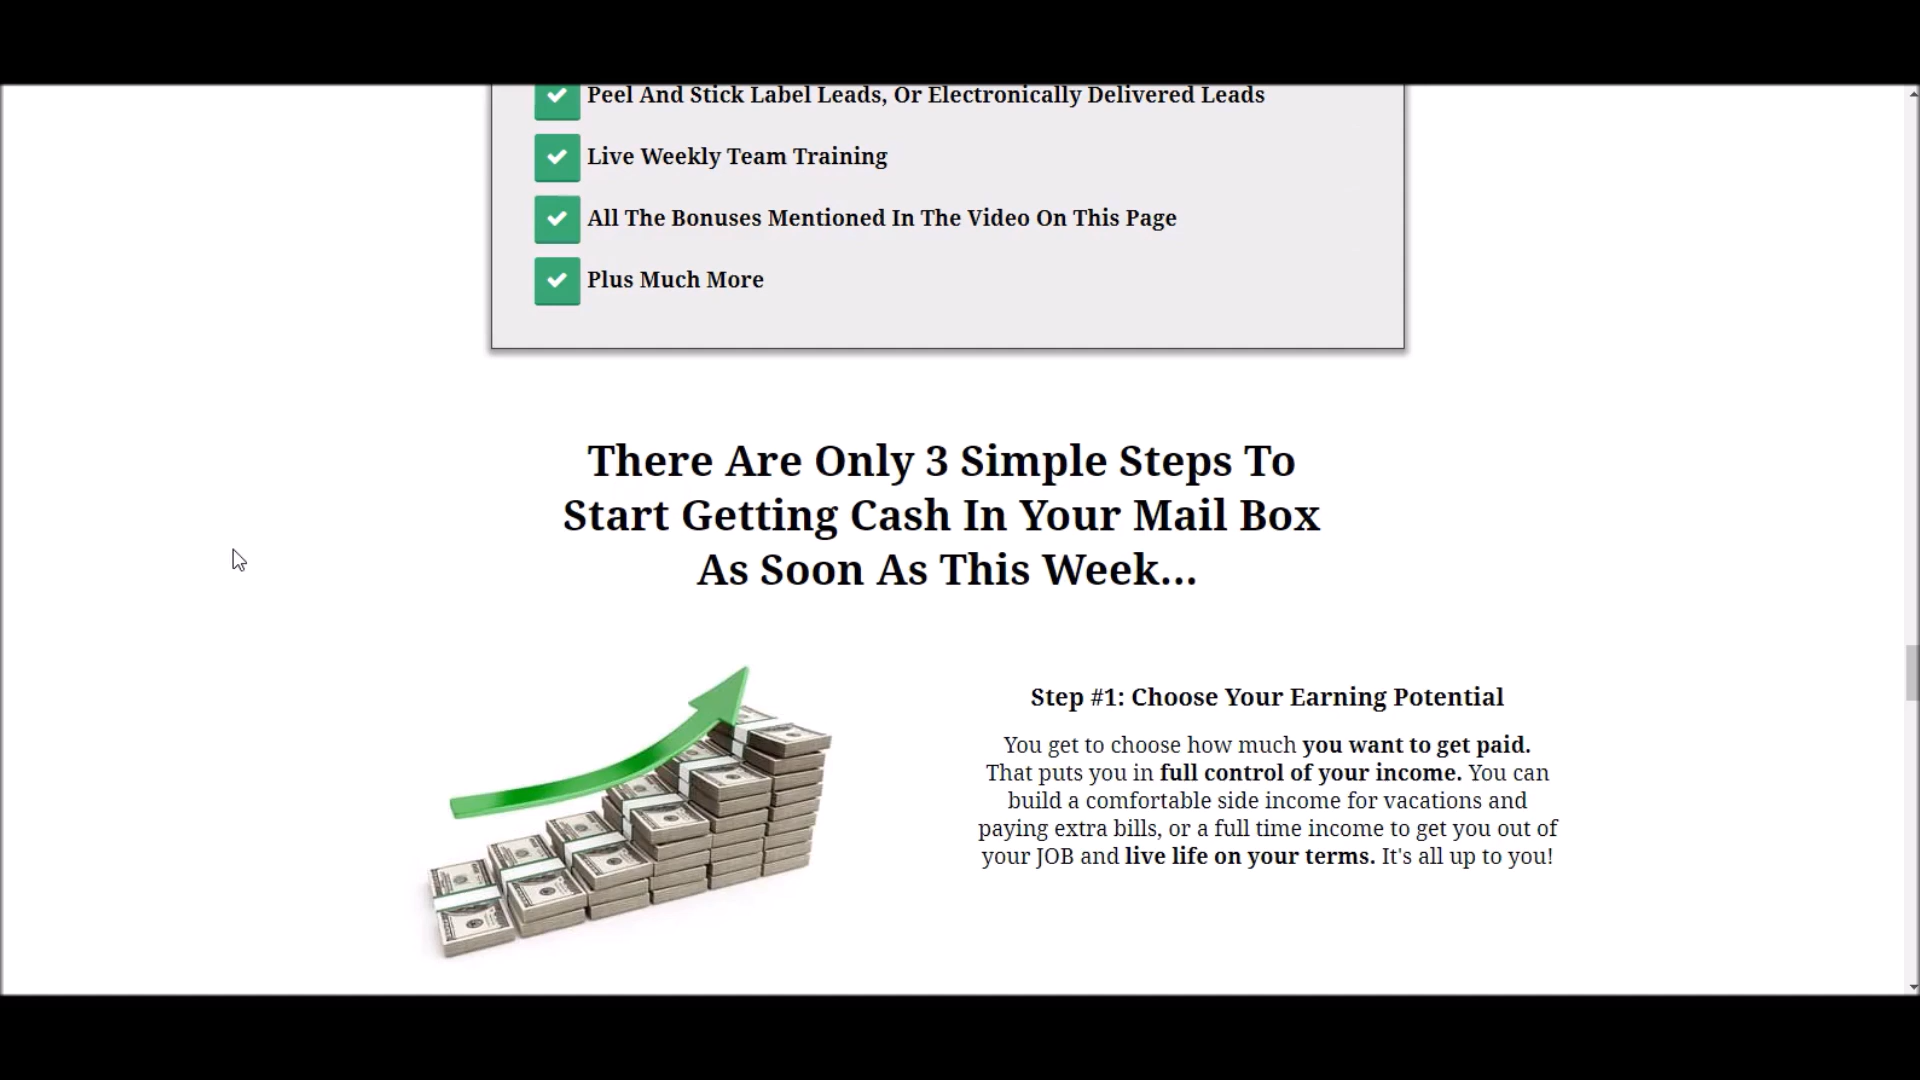 Peel And Stick Label Leads, Or Electronically Delivered Leads
Live Weekly Team Training
All The Bonuses Mentioned In The Video On This Page
Plus Much More
There Are Only 3 Simple Steps To
Start Getting Cash In Your Mail Box
As Soon As This Week...
Step #1: Choose Your Earning Potential
You get to choose how much you want to get paid.
That puts you in full control of your income. You can
build a comfortable side income for vacations and
paying extra bills, or a full time income to get you out of
your JOB and live life on your terms. It's all up to you!